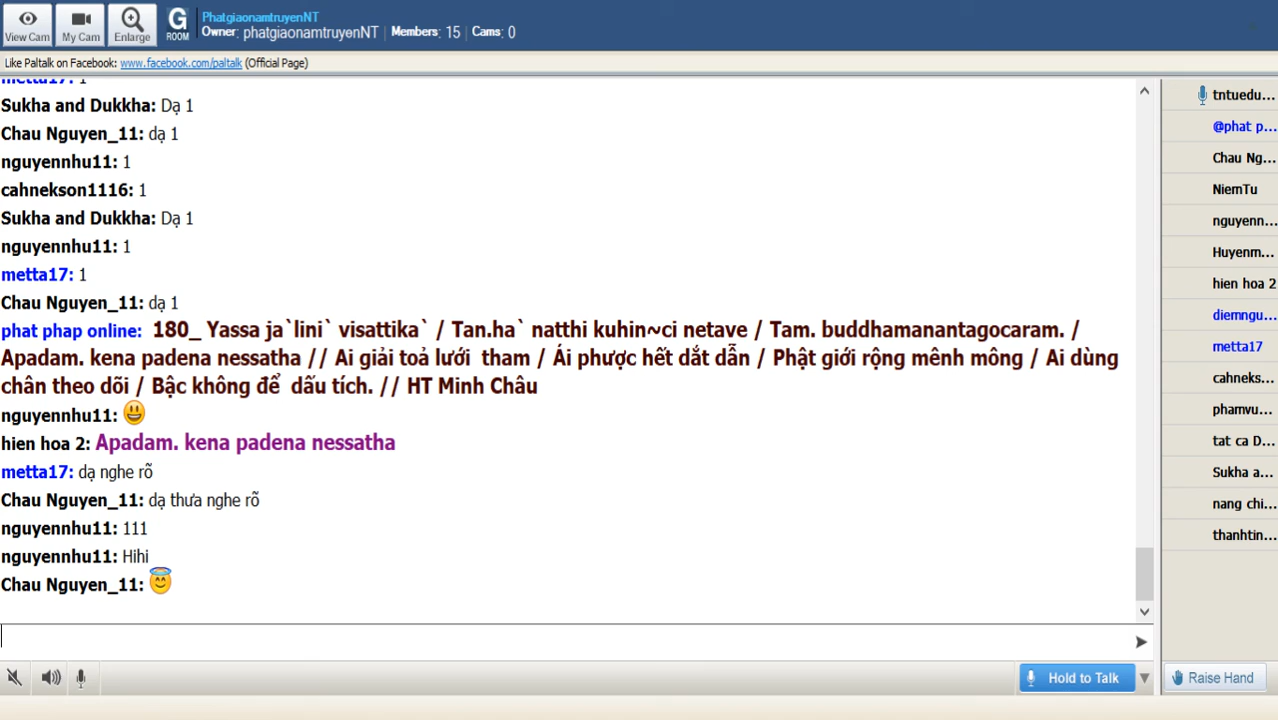 View Cam
My Cam
Enlarge
G
ROOM
PhatgiaonamtruyenNT
Owner: phatgiaonamtruyenNT | Members: 15 | Cams: 0
Like Paltalk on Facebook: www.facebook.com/paltalk (Official Page)
metta17: 1
Sukha and Dukkha: Dạ 1
Chau Nguyen_11: dạ 1
nguyennhu11: 1
cahnekson1116: 1
Sukha and Dukkha: Dạ 1
nguyennhu11: 1
metta17: 1
Chau Nguyen_11: dạ 1
phat phap online: 180_ Yassa ja`lini` visattika` / Tan.ha` natthi kuhin~ci netave / Tam. buddhamanantagocaram. /
Apadam. kena padena nessatha // Ai giải toả lưới tham / Ái phược hết dắt dẫn / Phật giới rộng mênh mông / Ai dùng
chân theo dõi / Bậc không để dấu tích. // HT Minh Châu
nguyennhu11:
hien hoa 2: Apadam. kena padena nessatha
metta17: dạ nghe rõ
Chau Nguyen_11: dạ thưa nghe rõ
nguyennhu11: 111
nguyennhu11: Hihi
Chau Nguyen_11:
tntuedu...
@phat p...
Chau Ng...
NiemTu
nguyenn...
Huyenm...
hien hoa 2
diemngu...
metta17
cahneks...
phamvu...
tat ca D...
Sukha a...
nang chi...
thanhtin...
Hold to Talk
Raise Hand